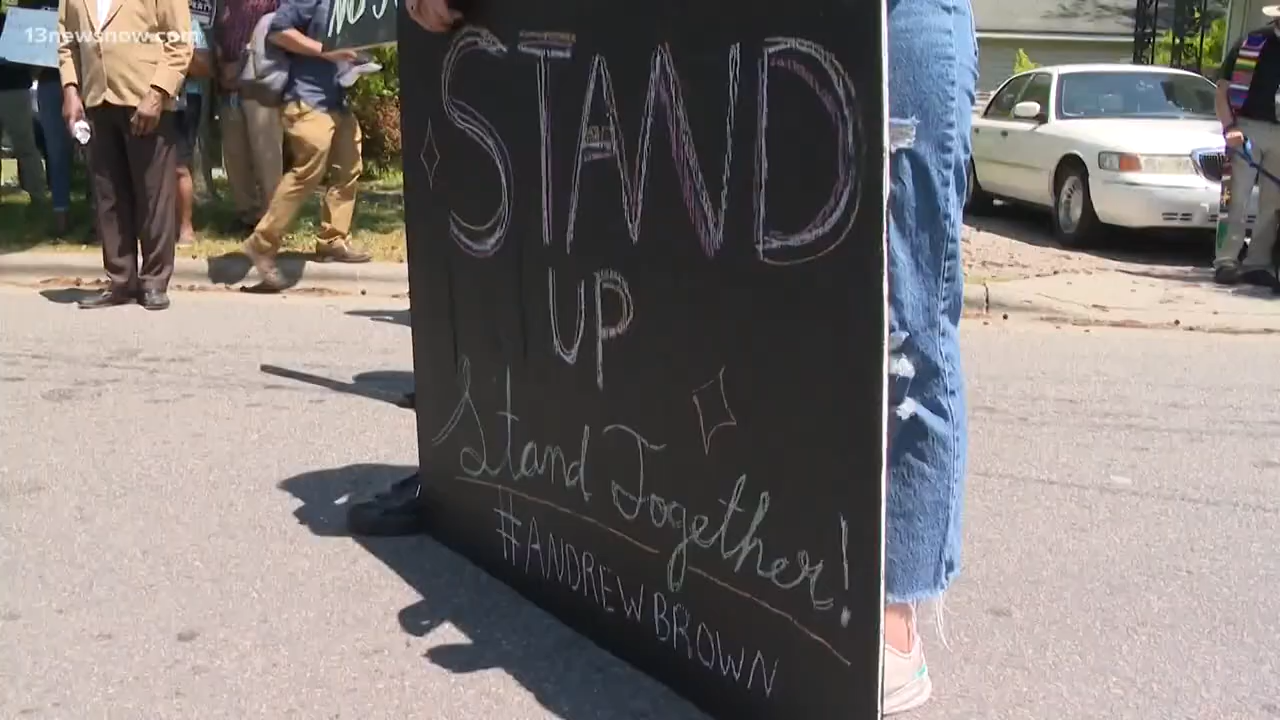 13newsnow.com
STAND
UP
Stand Together!
#ANDREW BROWN